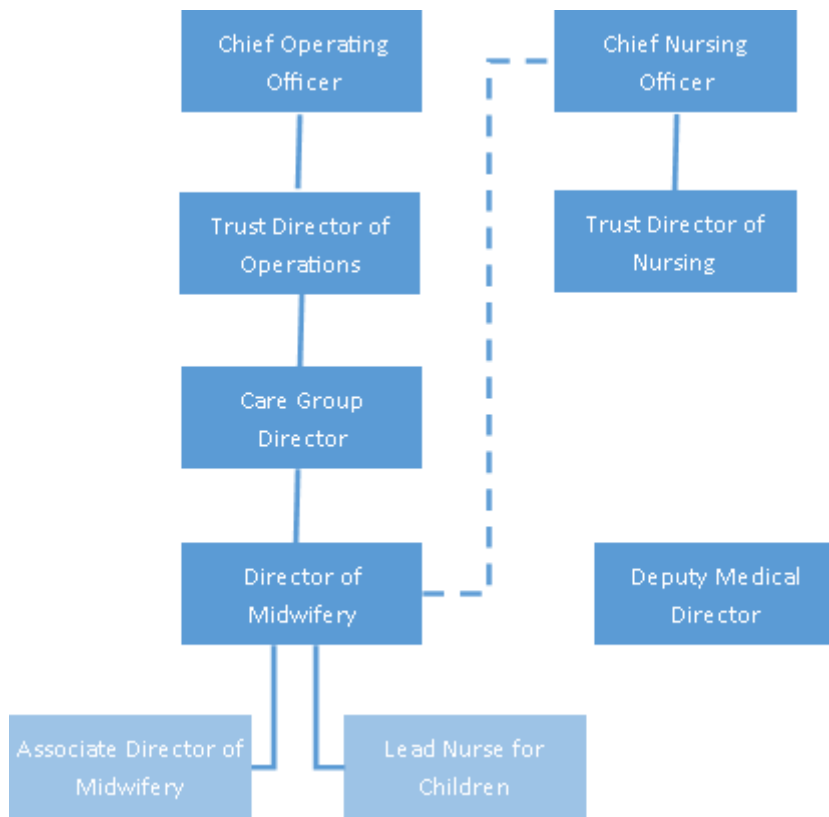 Chief Operating
Officer
Chief Nursing
Officer
Trust Director of
Operations
Trust Director of
Nursing
Care Group
Director
Director of
Midwifery
Deputy Medical
Director
Associate Director of
Midwifery
Lead Nurse for
Children